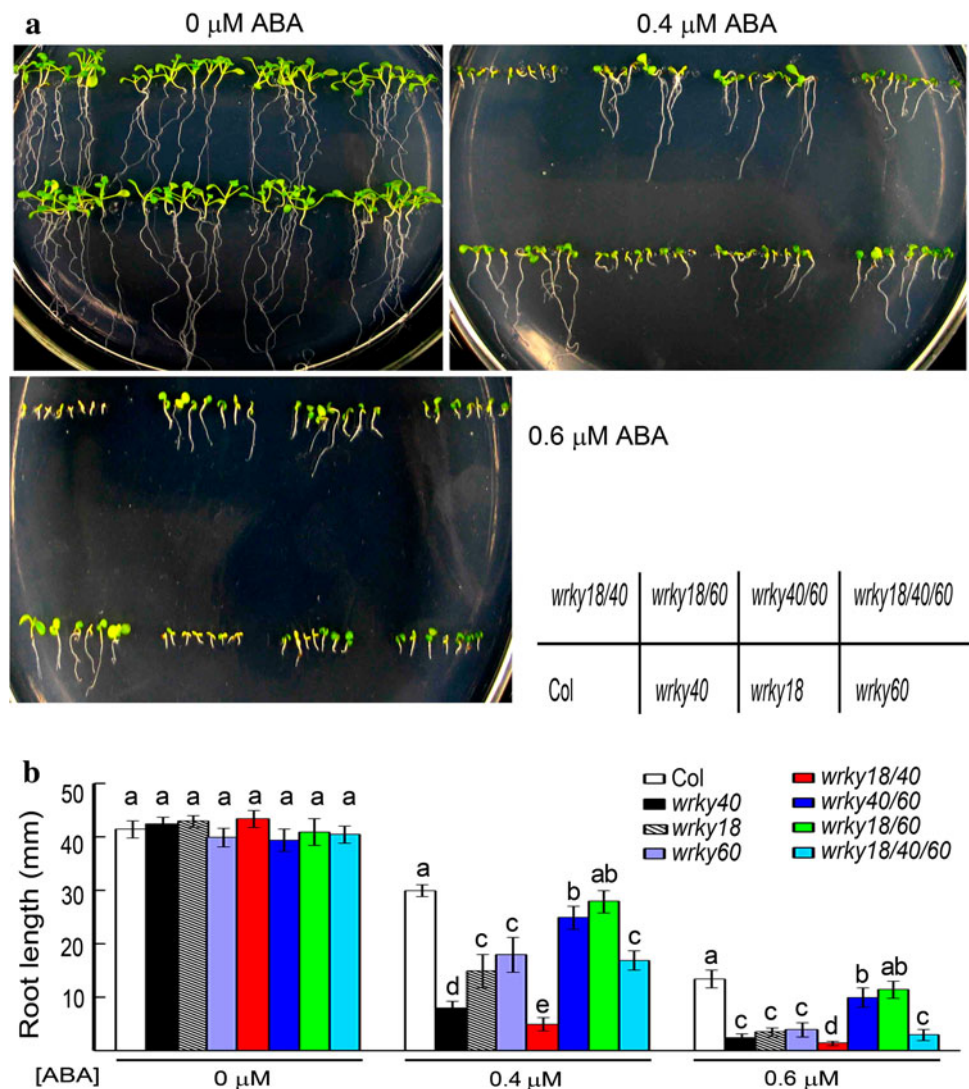 a
0 μM ABA
0.4 μM ABA
0.6 μM ABA
wrky18/40 wrky18/60 wrky40/60 wrky18/40/60
Col wrky40 wrky18 wrky60
b
Col wrky18/40
wrky40 wrky40/60
wrky18 wrky18/60
wrky60 wrky18/40/60
Root length (mm)
50
40
30
20
10
a a a a a a a a
a d c c e b ab c
a c c c d b ab c
[ABA] 0 μM 0.4 μM 0.6 μM